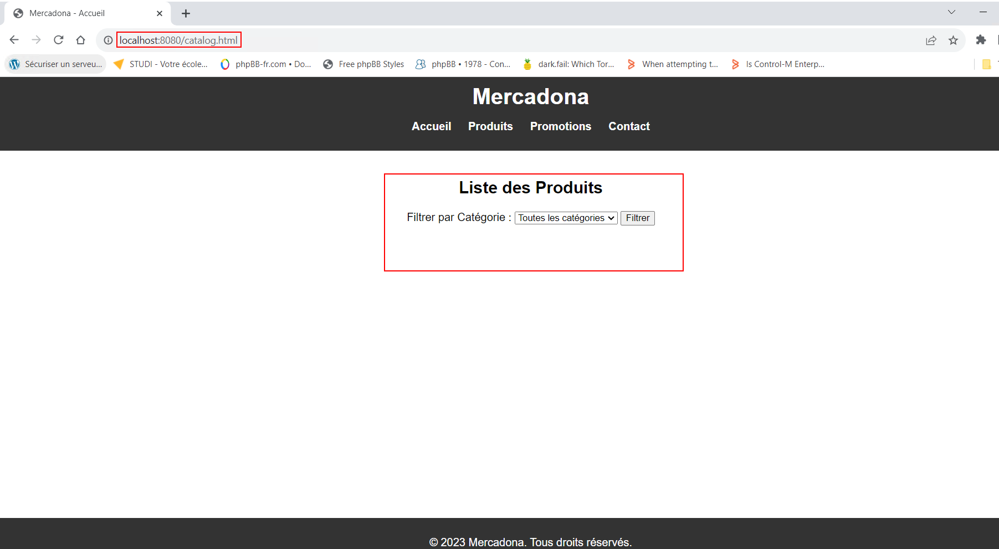 Mercadona - Accueil
localhost:8080/catalog.html
Sécuriser un serveu... STUDI - Votre école... phpBB-fr.com • Do... Free phpBB Styles phpBB • 1978 - Con... dark.fail: Which Tor... When attempting t... Is Control-M Enterp...
Mercadona
Accueil Produits Promotions Contact
Liste des Produits
Filtrer par Catégorie : Toutes les catégories Filtrer
© 2023 Mercadona. Tous droits réservés.